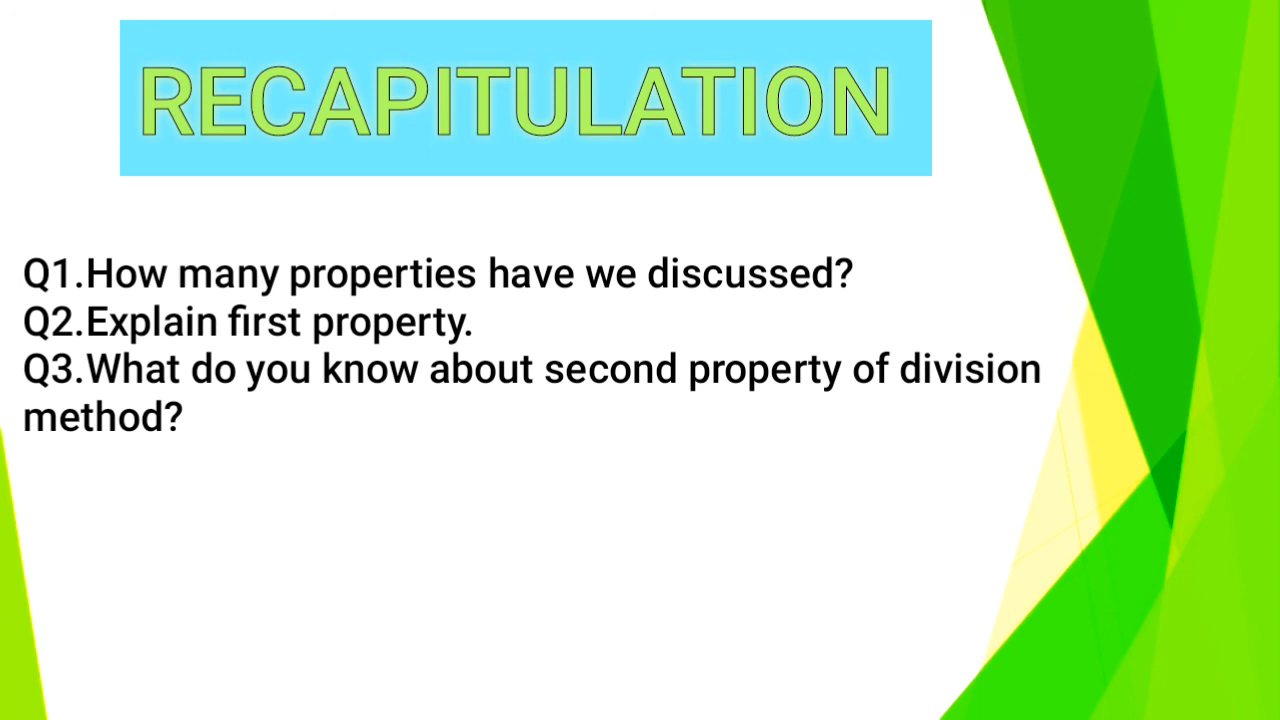 RECAPITULATION
Q1.How many properties have we discussed?
Q2.Explain first property.
Q3.What do you know about second property of division
method?